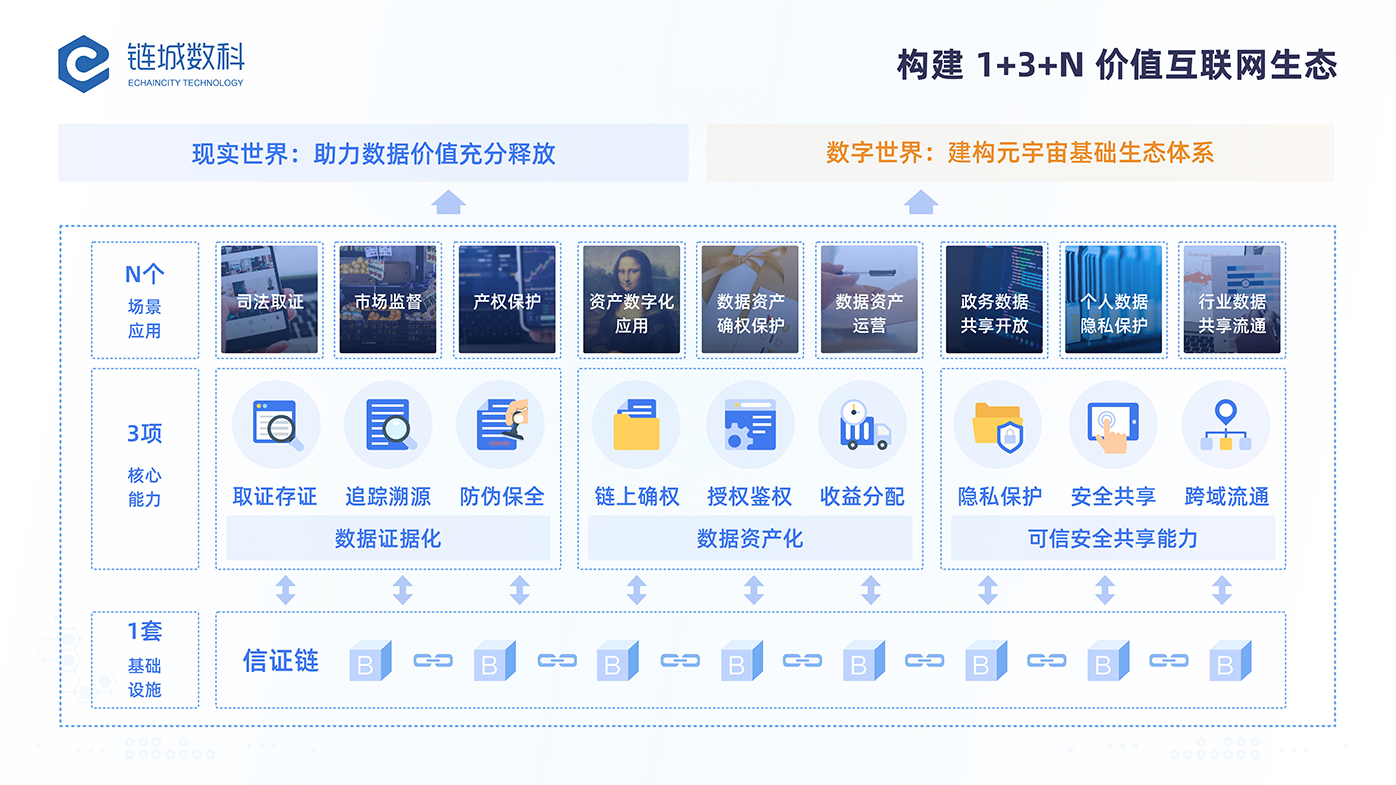 链城数科
ECHAINCITY TECHNOLOGY
构建 1+3+N 价值互联网生态
现实世界：助力数据价值充分释放
数字世界：建构元宇宙基础生态体系
N个
场景
应用
司法取证
市场监督
产权保护
资产数字化
应用
数据资产
确权保护
数据资产
运营
政务数据
共享开放
个人数据
隐私保护
行业数据
共享流通
3项
核心
能力
取证存证
追踪溯源
防伪保全
链上确权
授权鉴权
收益分配
隐私保护
安全共享
跨域流通
数据证据化
数据资产化
可信安全共享能力
1套
基础
设施
信证链
B
B
B
B
B
B
B
B